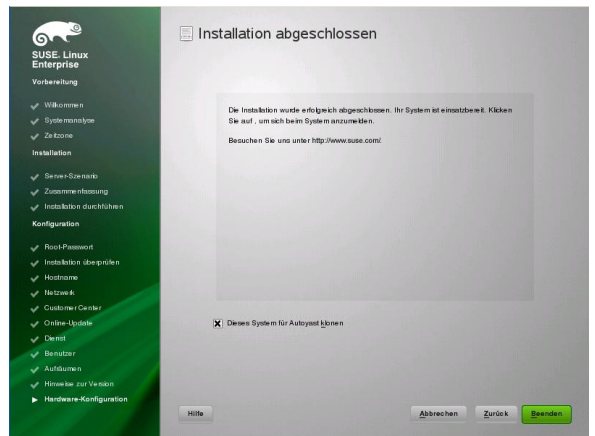 SUSE. Linux
Enterprise
Vorbereitung
Willkommen
Systemanalyse
Zeitzone
Installation
Server-Szenario
Zusammenfassung
Installation durchführen
Konfiguration
Root-Passwort
Installation überprüfen
Hostname
Netzwerk
Customer Center
Online-Update
Dienst
Benutzer
Aufräumen
Hinweise zur Version
Hardware-Konfiguration
Installation abgeschlossen
Die Installation wurde erfolgreich abgeschlossen. Ihr System ist einsatzbereit. Klicken
Sie auf , um sich beim System anzumelden.
Besuchen Sie uns unter http://www.suse.com/.
Dieses System für Autoyast klonen
Hilfe
Abbrechen
Zurück
Beenden